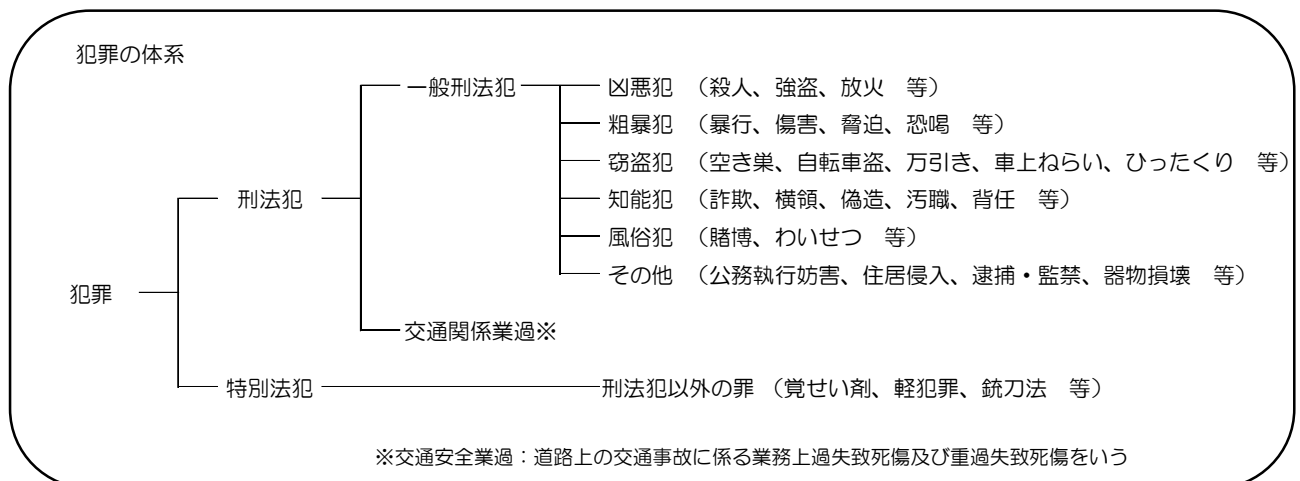 犯罪の体系
一般刑法犯 凶悪犯 (殺人、強盗、放火 等)
粗暴犯 (暴行、傷害、脅迫、恐喝 等)
窃盗犯 (空き巣、自転車盗、万引き、車上ねらい、ひったくり 等)
刑法犯 知能犯 (詐欺、横領、偽造、汚職、背任 等)
風俗犯 (賭博、わいせつ 等)
その他 (公務執行妨害、住居侵入、逮捕・監禁、器物損壊 等)
犯罪
交通関係業過※
特別法犯 刑法犯以外の罪 (覚せい剤、軽犯罪、銃刀法 等)
※交通安全業過:道路上の交通事故に係る業務上過失致死傷及び重過失致死傷をいう